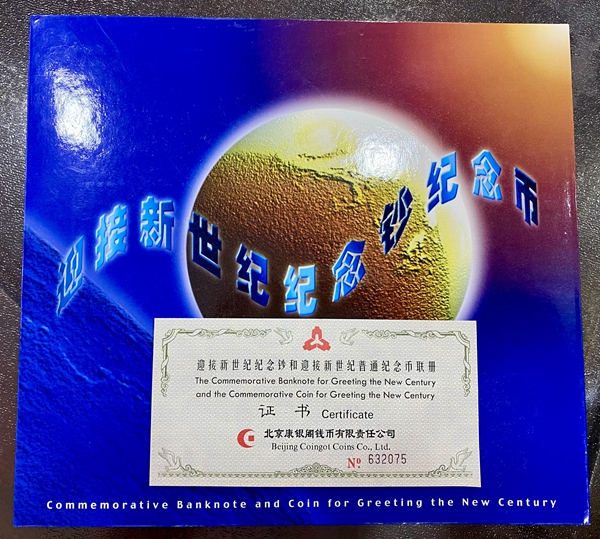 迎接新世纪纪念钞纪念币
迎接新世纪纪念钞和迎接新世纪普通纪念币联册
The Commemorative Banknote for Greeting the New Century
and the Commemorative Coin for Greeting the New Century
证 书 Certificate
北京康银阁钱币有限责任公司
Beijing Coingot Coins Co., Ltd.
№ 632075
Commemorative Banknote and Coin for Greeting the New Century